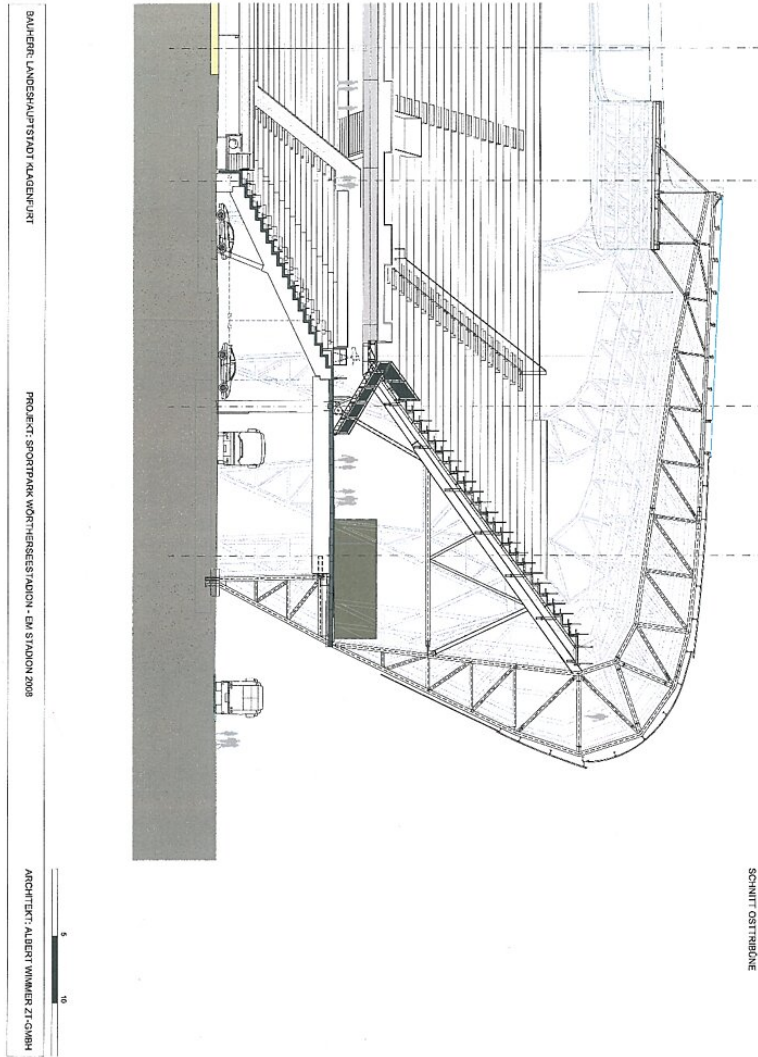 SCHNITT OSTTRIBÜNE
5
10
BAUHERR: LANDESHAUPTSTADT KLAGENFURT
PROJEKT: SPORTPARK WÖRTHERSEESTADION - EM STADION 2008
ARCHITEKT: ALBERT WIMMER ZT-GMBH